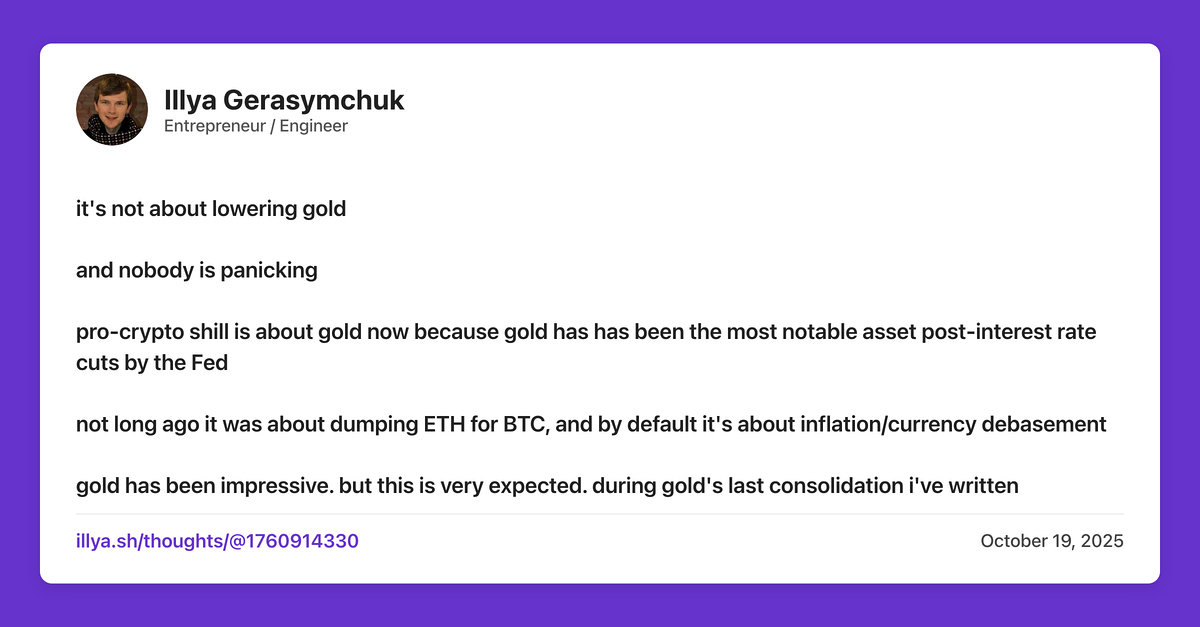 Illya Gerasymchuk
Entrepreneur / Engineer
it's not about lowering gold
and nobody is panicking
pro-crypto shill is about gold now because gold has has been the most notable asset post-interest rate
cuts by the Fed
not long ago it was about dumping ETH for BTC, and by default it's about inflation/currency debasement
gold has been impressive. but this is very expected. during gold's last consolidation i've written
illya.sh/thoughts/@1760914330
October 19, 2025